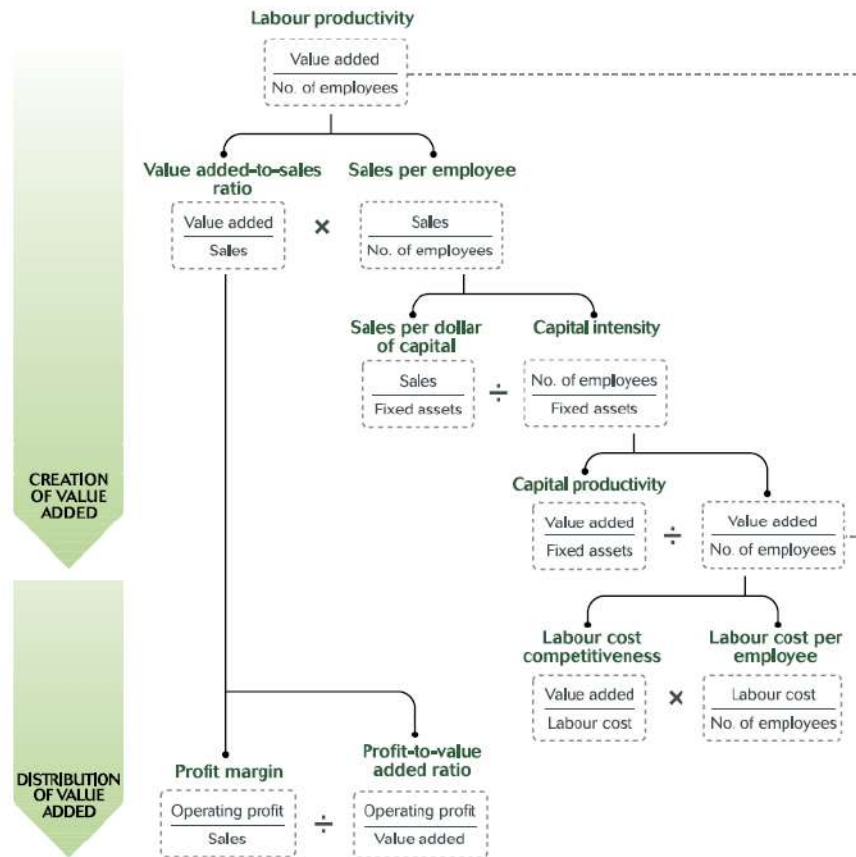 Labour productivity
Value added
No. of employees
Value added-to-sales
ratio
Sales per employee
Value added
Sales
×
Sales
No. of employees
Sales per dollar
of capital
Capital intensity
Sales
Fixed assets
÷
No. of employees
Fixed assets
CREATION
OF VALUE
ADDED
Capital productivity
Value added
Fixed assets
÷
Value added
No. of employees
Labour cost
competitiveness
Labour cost per
employee
Value added
Labour cost
×
Labour cost
No. of employees
DISTRIBUTION
OF VALUE
ADDED
Profit margin
Profit-to-value
added ratio
Operating profit
Sales
÷
Operating profit
Value added